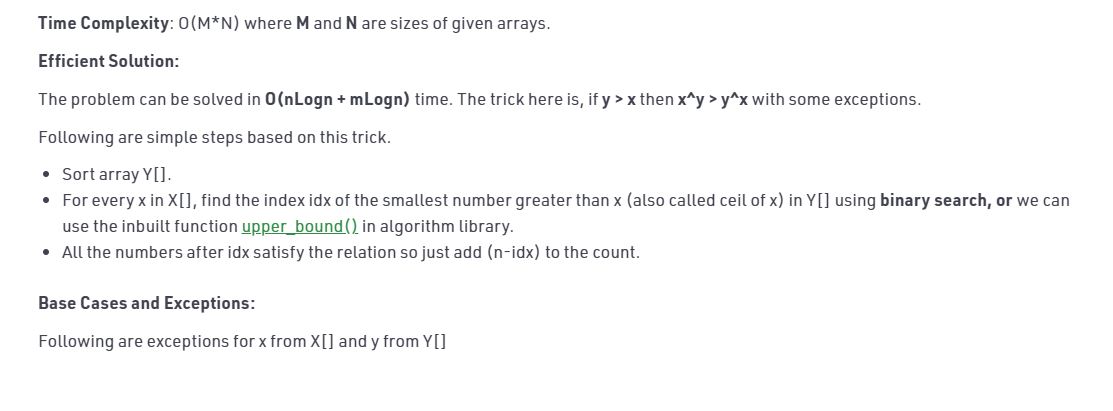 Time Complexity: O(M*N) where M and N are sizes of given arrays.
Efficient Solution:
The problem can be solved in O(nLogn + mLogn) time. The trick here is, if y > x then x^y > y^x with some exceptions.
Following are simple steps based on this trick.
• Sort array Y[].
• For every x in X[], find the index idx of the smallest number greater than x (also called ceil of x) in Y[] using binary search, or we can
use the inbuilt function upper_bound() in algorithm library.
• All the numbers after idx satisfy the relation so just add (n-idx) to the count.
Base Cases and Exceptions:
Following are exceptions for x from X[] and y from Y[]